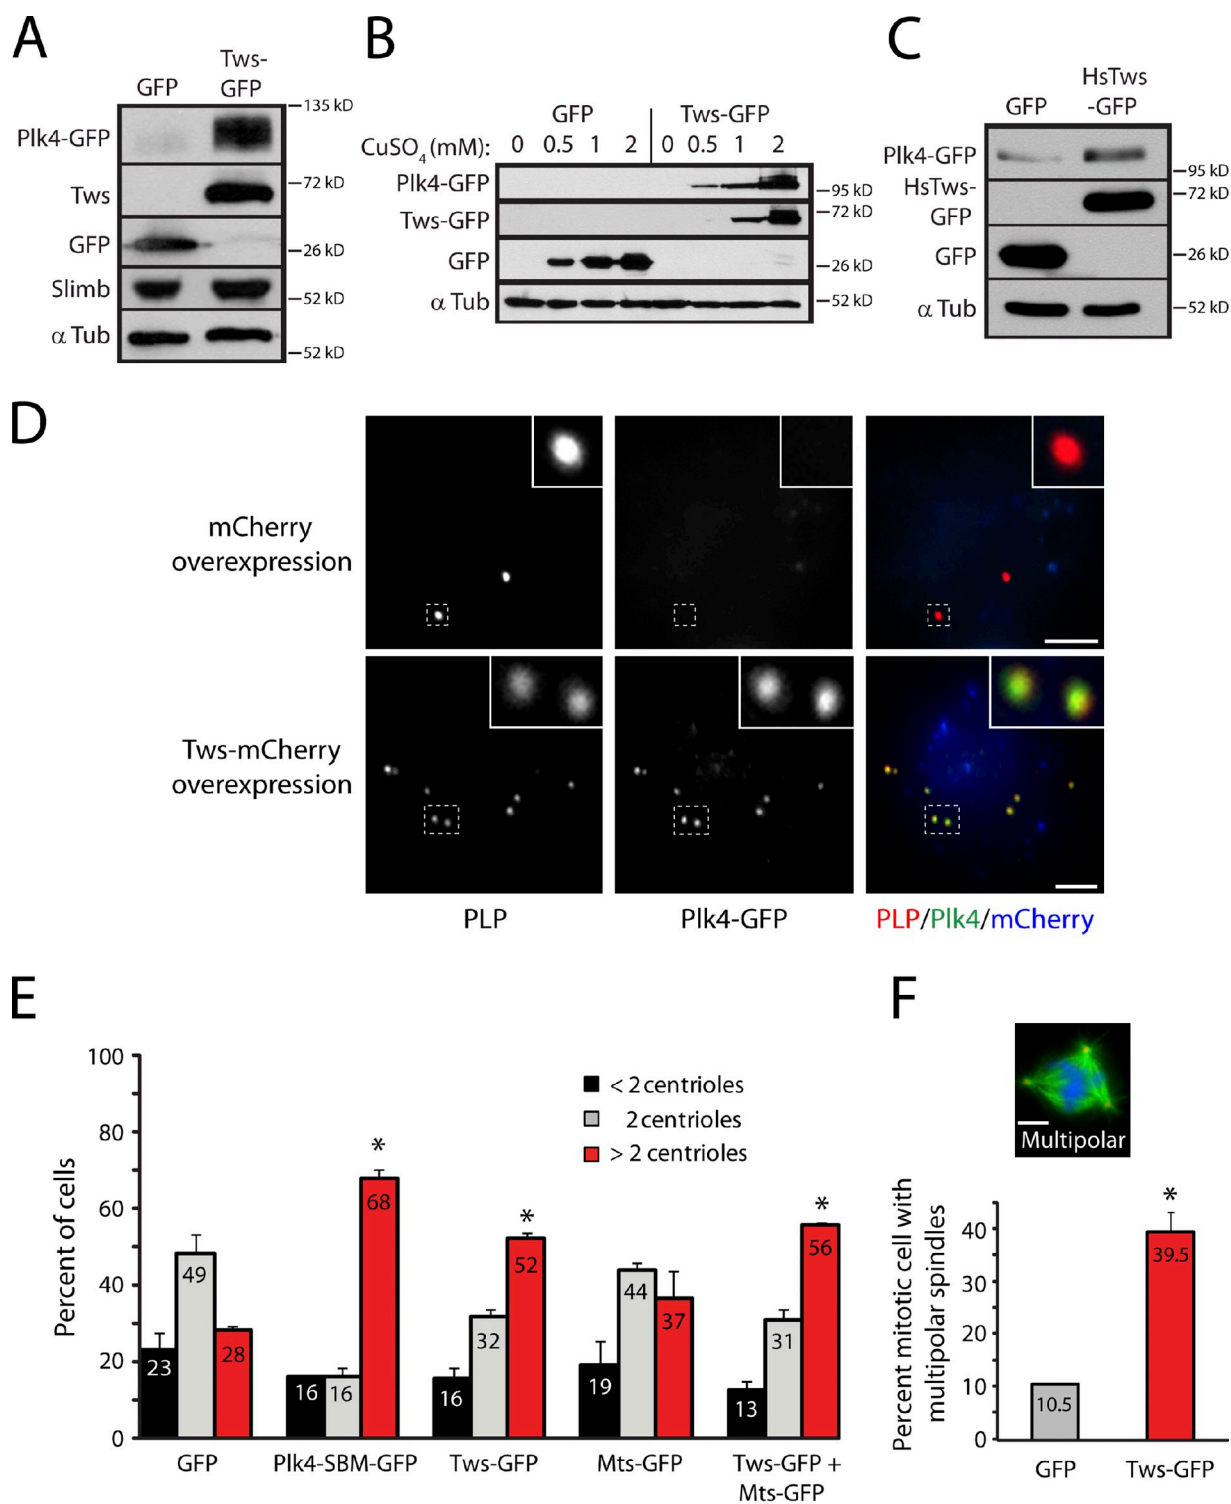 A
GFP
Tws-
GFP
Plk4-GFP
Tws
GFP
Slimb
α Tub
135 kD
72 kD
26 kD
52 kD
52 kD
B
GFP
Tws-GFP
CuSO4 (mM): 0 0.5 1 2 0 0.5 1 2
Plk4-GFP
Tws-GFP
GFP
α Tub
95 kD
72 kD
26 kD
52 kD
C
GFP
HsTws
-GFP
Plk4-GFP
HsTws-
GFP
GFP
α Tub
95 kD
72 kD
26 kD
52 kD
D
mCherry
overexpression
Tws-mCherry
overexpression
PLP
Plk4-GFP
PLP/Plk4/mCherry
E
Percent of cells
100
80
60
40
20
0
< 2 centrioles
2 centrioles
> 2 centrioles
23 49 28
16 16 68 *
16 32 52 *
19 44 37
13 31 56 *
GFP
Plk4-SBM-GFP
Tws-GFP
Mts-GFP
Tws-GFP +
Mts-GFP
F
Multipolar
Percent mitotic cell with
multipolar spindles
40
30
20
10
0
10.5
39.5
*
GFP
Tws-GFP